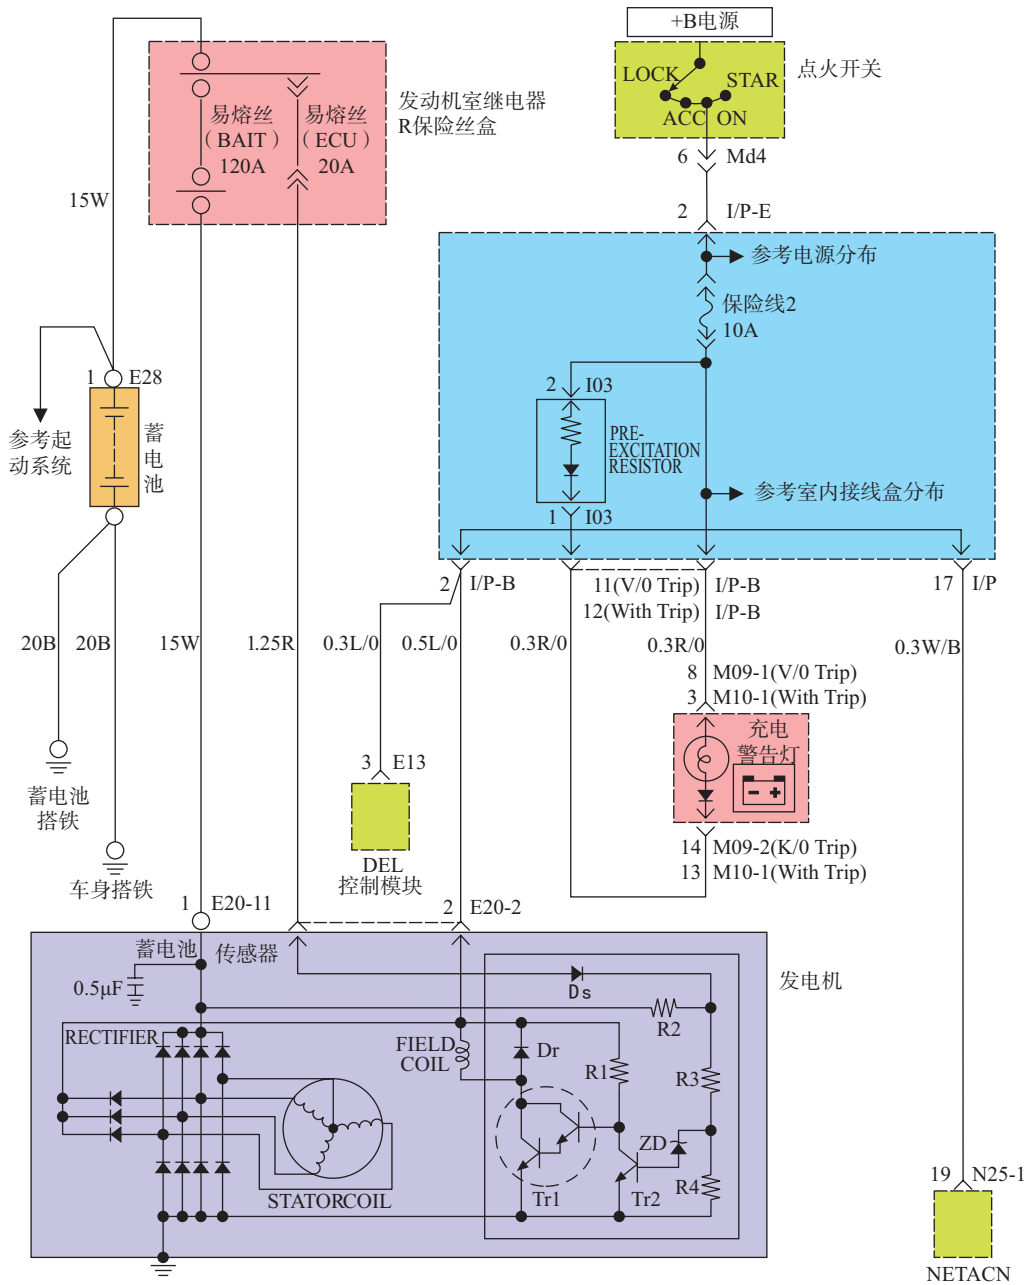 +B电源
点火开关
LOCK
STAR
ACC
ON
发动机室继电器
R保险丝盒
易熔丝
（BAIT）
120A
易熔丝
（ECU）
20A
6
Md4
15W
2
I/P-E
参考电源分布
保险线2
10A
1
E28
2
I03
参考起
动系统
蓄
电
池
PRE-
EXCITATION
RESISTOR
参考室内接线盒分布
1
I03
2
I/P-B
11(V/0 Trip)
I/P-B
12(With Trip)
I/P-B
17
I/P
20B
20B
15W
1.25R
0.3L/0
0.5L/0
0.3R/0
0.3R/0
0.3W/B
8
M09-1(V/0 Trip)
3
M10-1(With Trip)
充电
警告灯
3
E13
蓄电池
搭铁
DEL
控制模块
14
M09-2(K/0 Trip)
13
M10-1(With Trip)
车身搭铁
1
E20-11
2
E20-2
蓄电池
传感器
发电机
0.5μF
Ds
R2
RECTIFIER
FIELD
COIL
Dr
R1
R3
ZD
R4
STATORCOIL
Tr1
Tr2
19
N25-1
NETACN